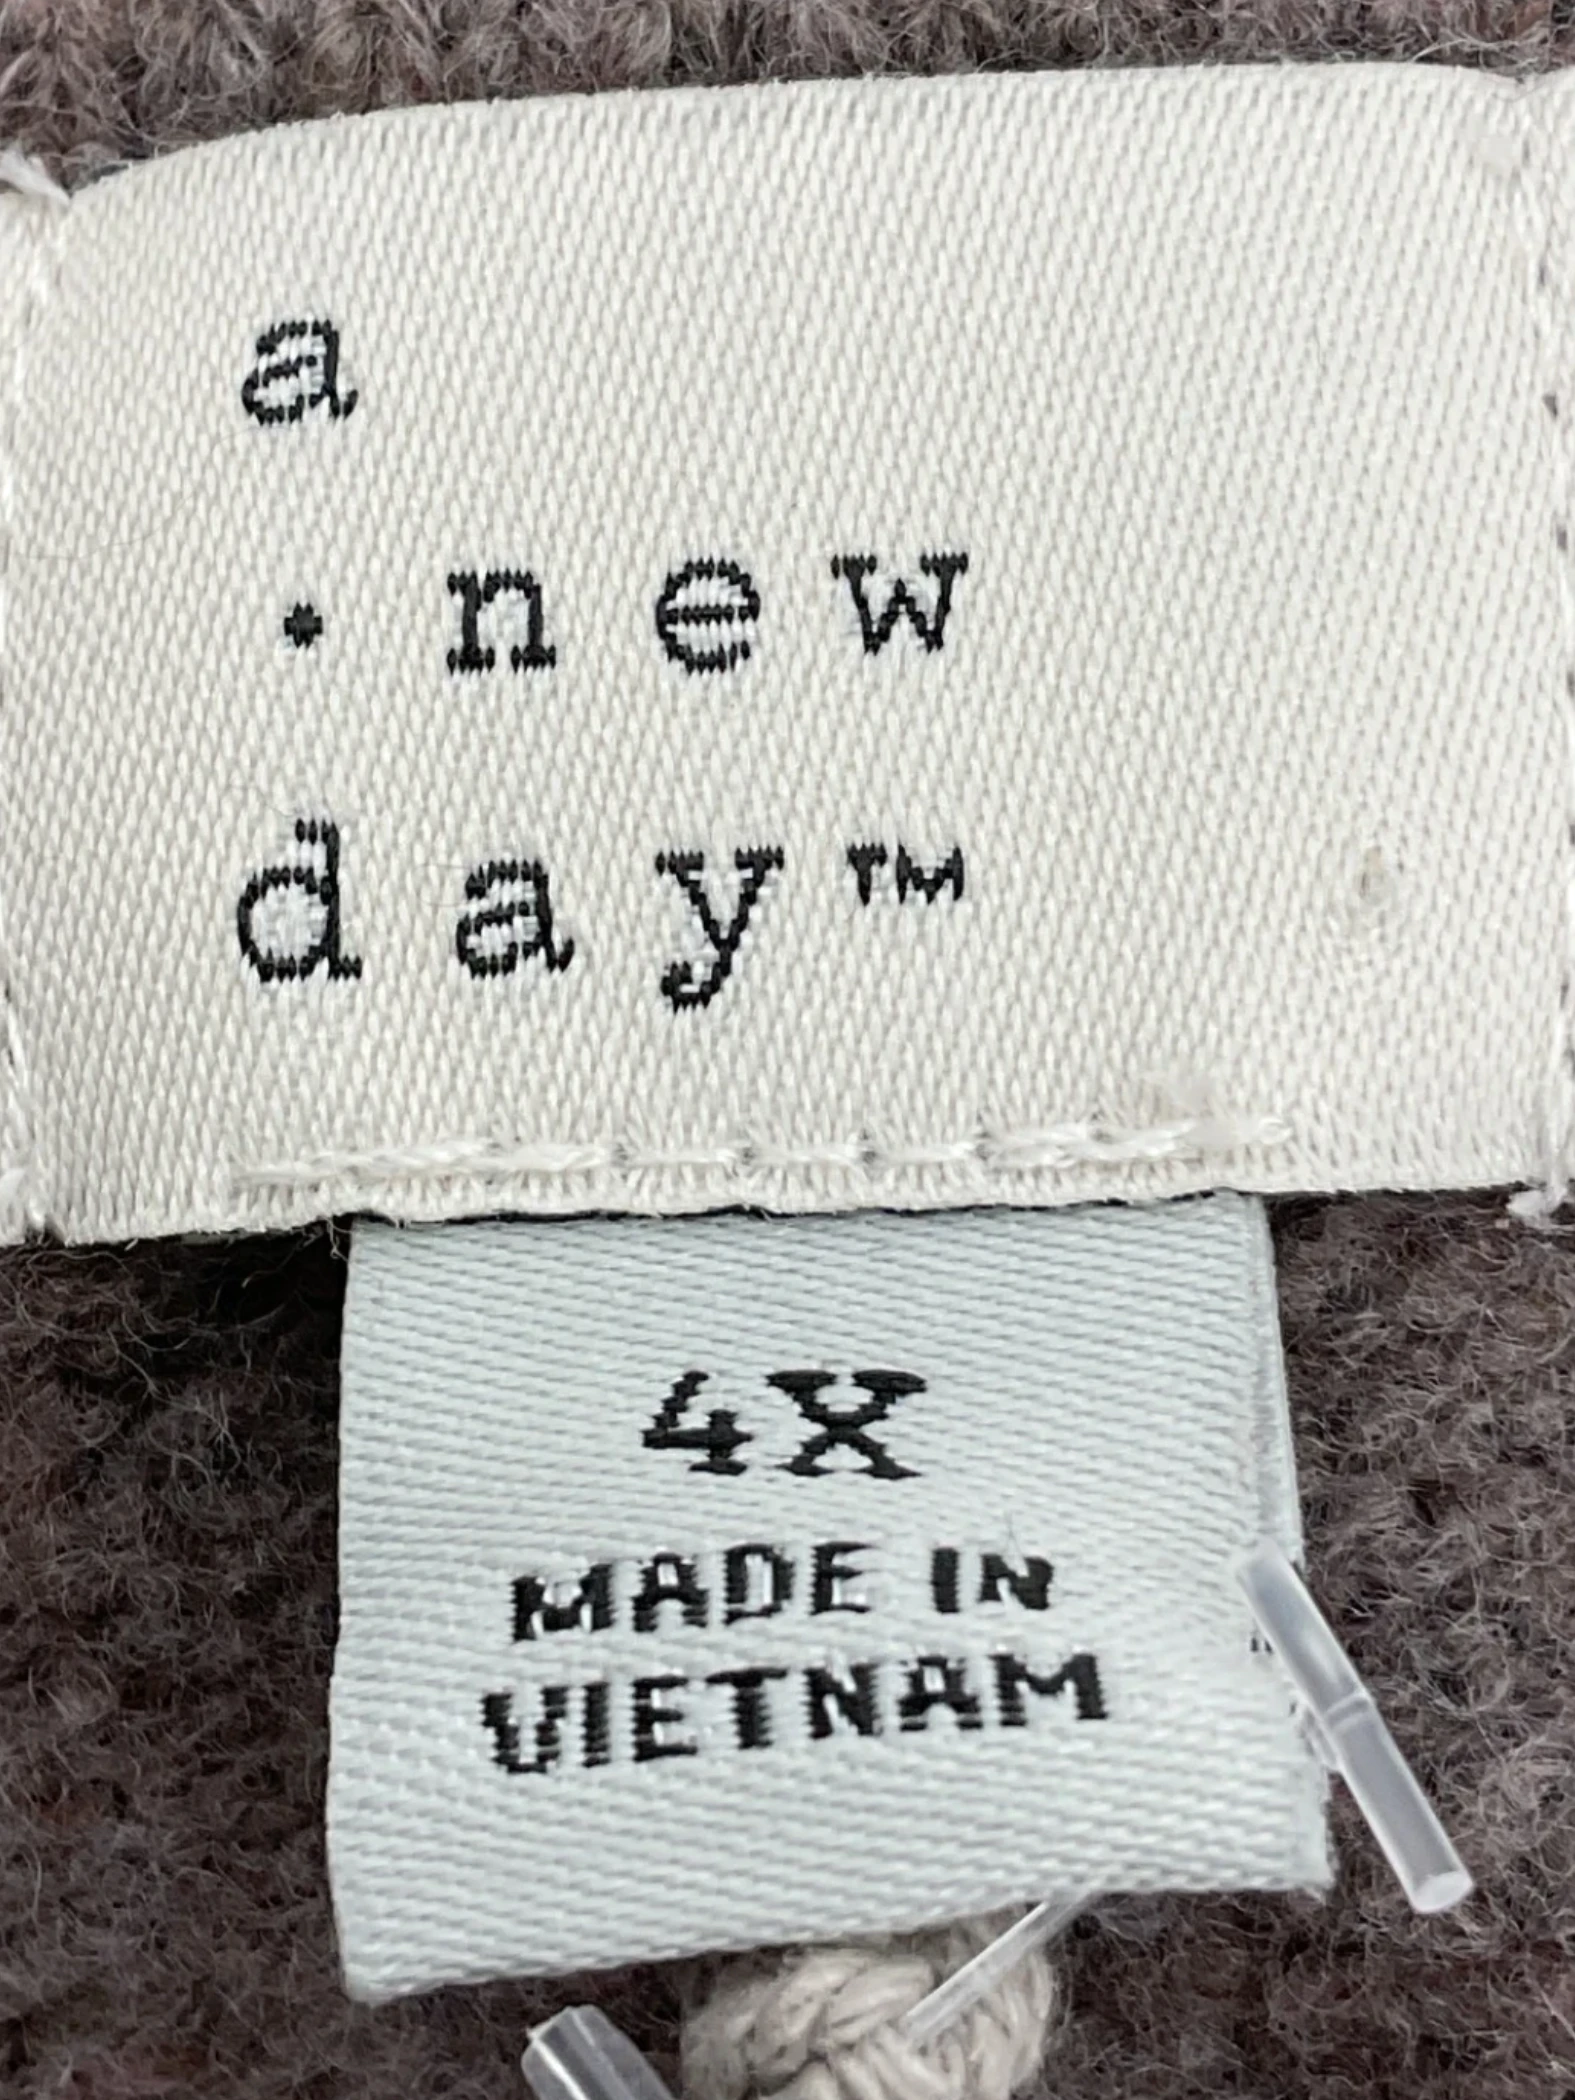 a
· new
day™
4X
MADE IN
VIETNAM